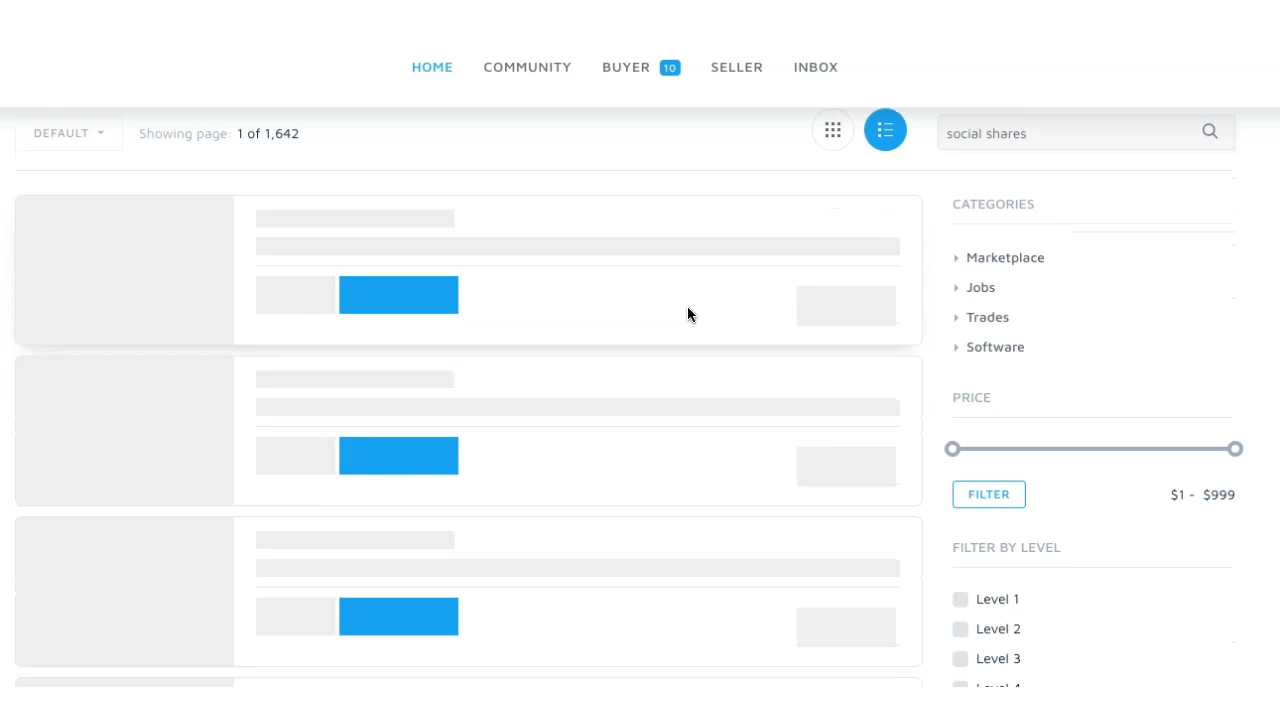 HOME COMMUNITY BUYER 10 SELLER INBOX
DEFAULT Showing page: 1 of 1,642
social shares
CATEGORIES
Marketplace
Jobs
Trades
Software
PRICE
FILTER $1 - $999
FILTER BY LEVEL
Level 1
Level 2
Level 3